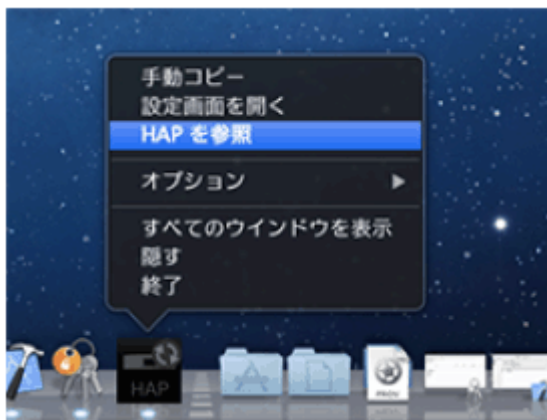 手動コピー
設定画面を開く
HAP を参照
オプション
すべてのウインドウを表示
隠す
終了
HAP
PROV